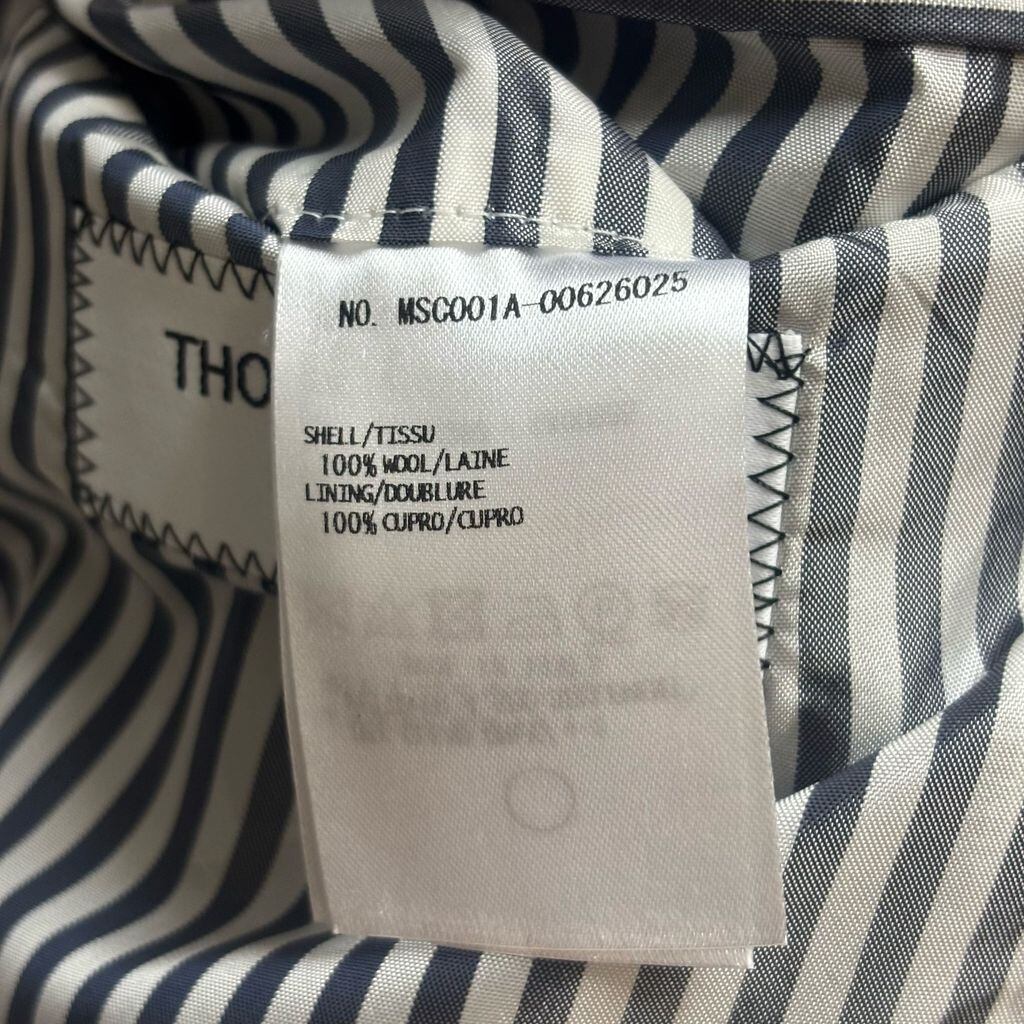 NO. MSC001A-00626025
THO
SHELL/TISSU
100% WOOL/LAINE
LINING/DOUBLURE
100% CUPRO/CUPRO